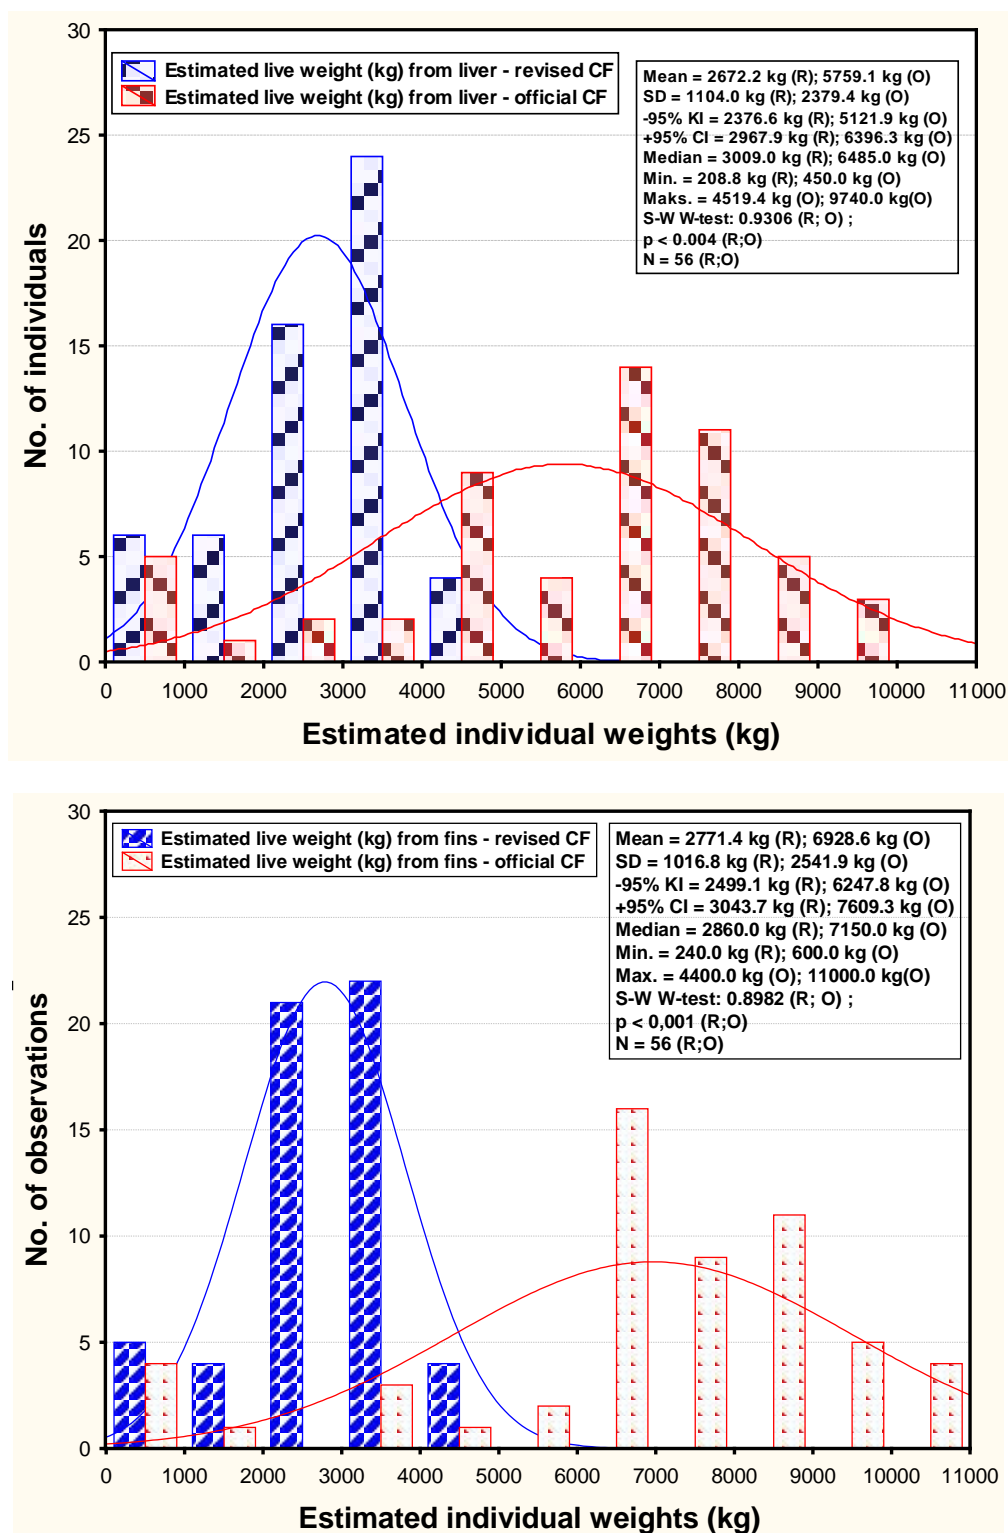 30
Estimated live weight (kg) from liver - revised CF
Estimated live weight (kg) from liver - official CF
Mean = 2672.2 kg (R); 5759.1 kg (O)
SD = 1104.0 kg (R); 2379.4 kg (O)
-95% KI = 2376.6 kg (R); 5121.9 kg (O)
+95% CI = 2967.9 kg (R); 6396.3 kg (O)
Median = 3009.0 kg (R); 6485.0 kg (O)
Min. = 208.8 kg (R); 450.0 kg (O)
Maks. = 4519.4 kg (O); 9740.0 kg(O)
S-W W-test: 0.9306 (R; O) ;
p < 0.004 (R;O)
N = 56 (R;O)
25
20
15
10
5
0
No. of individuals
0 1000 2000 3000 4000 5000 6000 7000 8000 9000 10000 11000
Estimated individual weights (kg)
30
Estimated live weight (kg) from fins - revised CF
Estimated live weight (kg) from fins - official CF
Mean = 2771.4 kg (R); 6928.6 kg (O)
SD = 1016.8 kg (R); 2541.9 kg (O)
-95% KI = 2499.1 kg (R); 6247.8 kg (O)
+95% CI = 3043.7 kg (R); 7609.3 kg (O)
Median = 2860.0 kg (R); 7150.0 kg (O)
Min. = 240.0 kg (R); 600.0 kg (O)
Max. = 4400.0 kg (O); 11000.0 kg(O)
S-W W-test: 0.8982 (R; O) ;
p < 0,001 (R;O)
N = 56 (R;O)
25
20
15
10
5
0
No. of observations
0 1000 2000 3000 4000 5000 6000 7000 8000 9000 10000 11000
Estimated individual weights (kg)